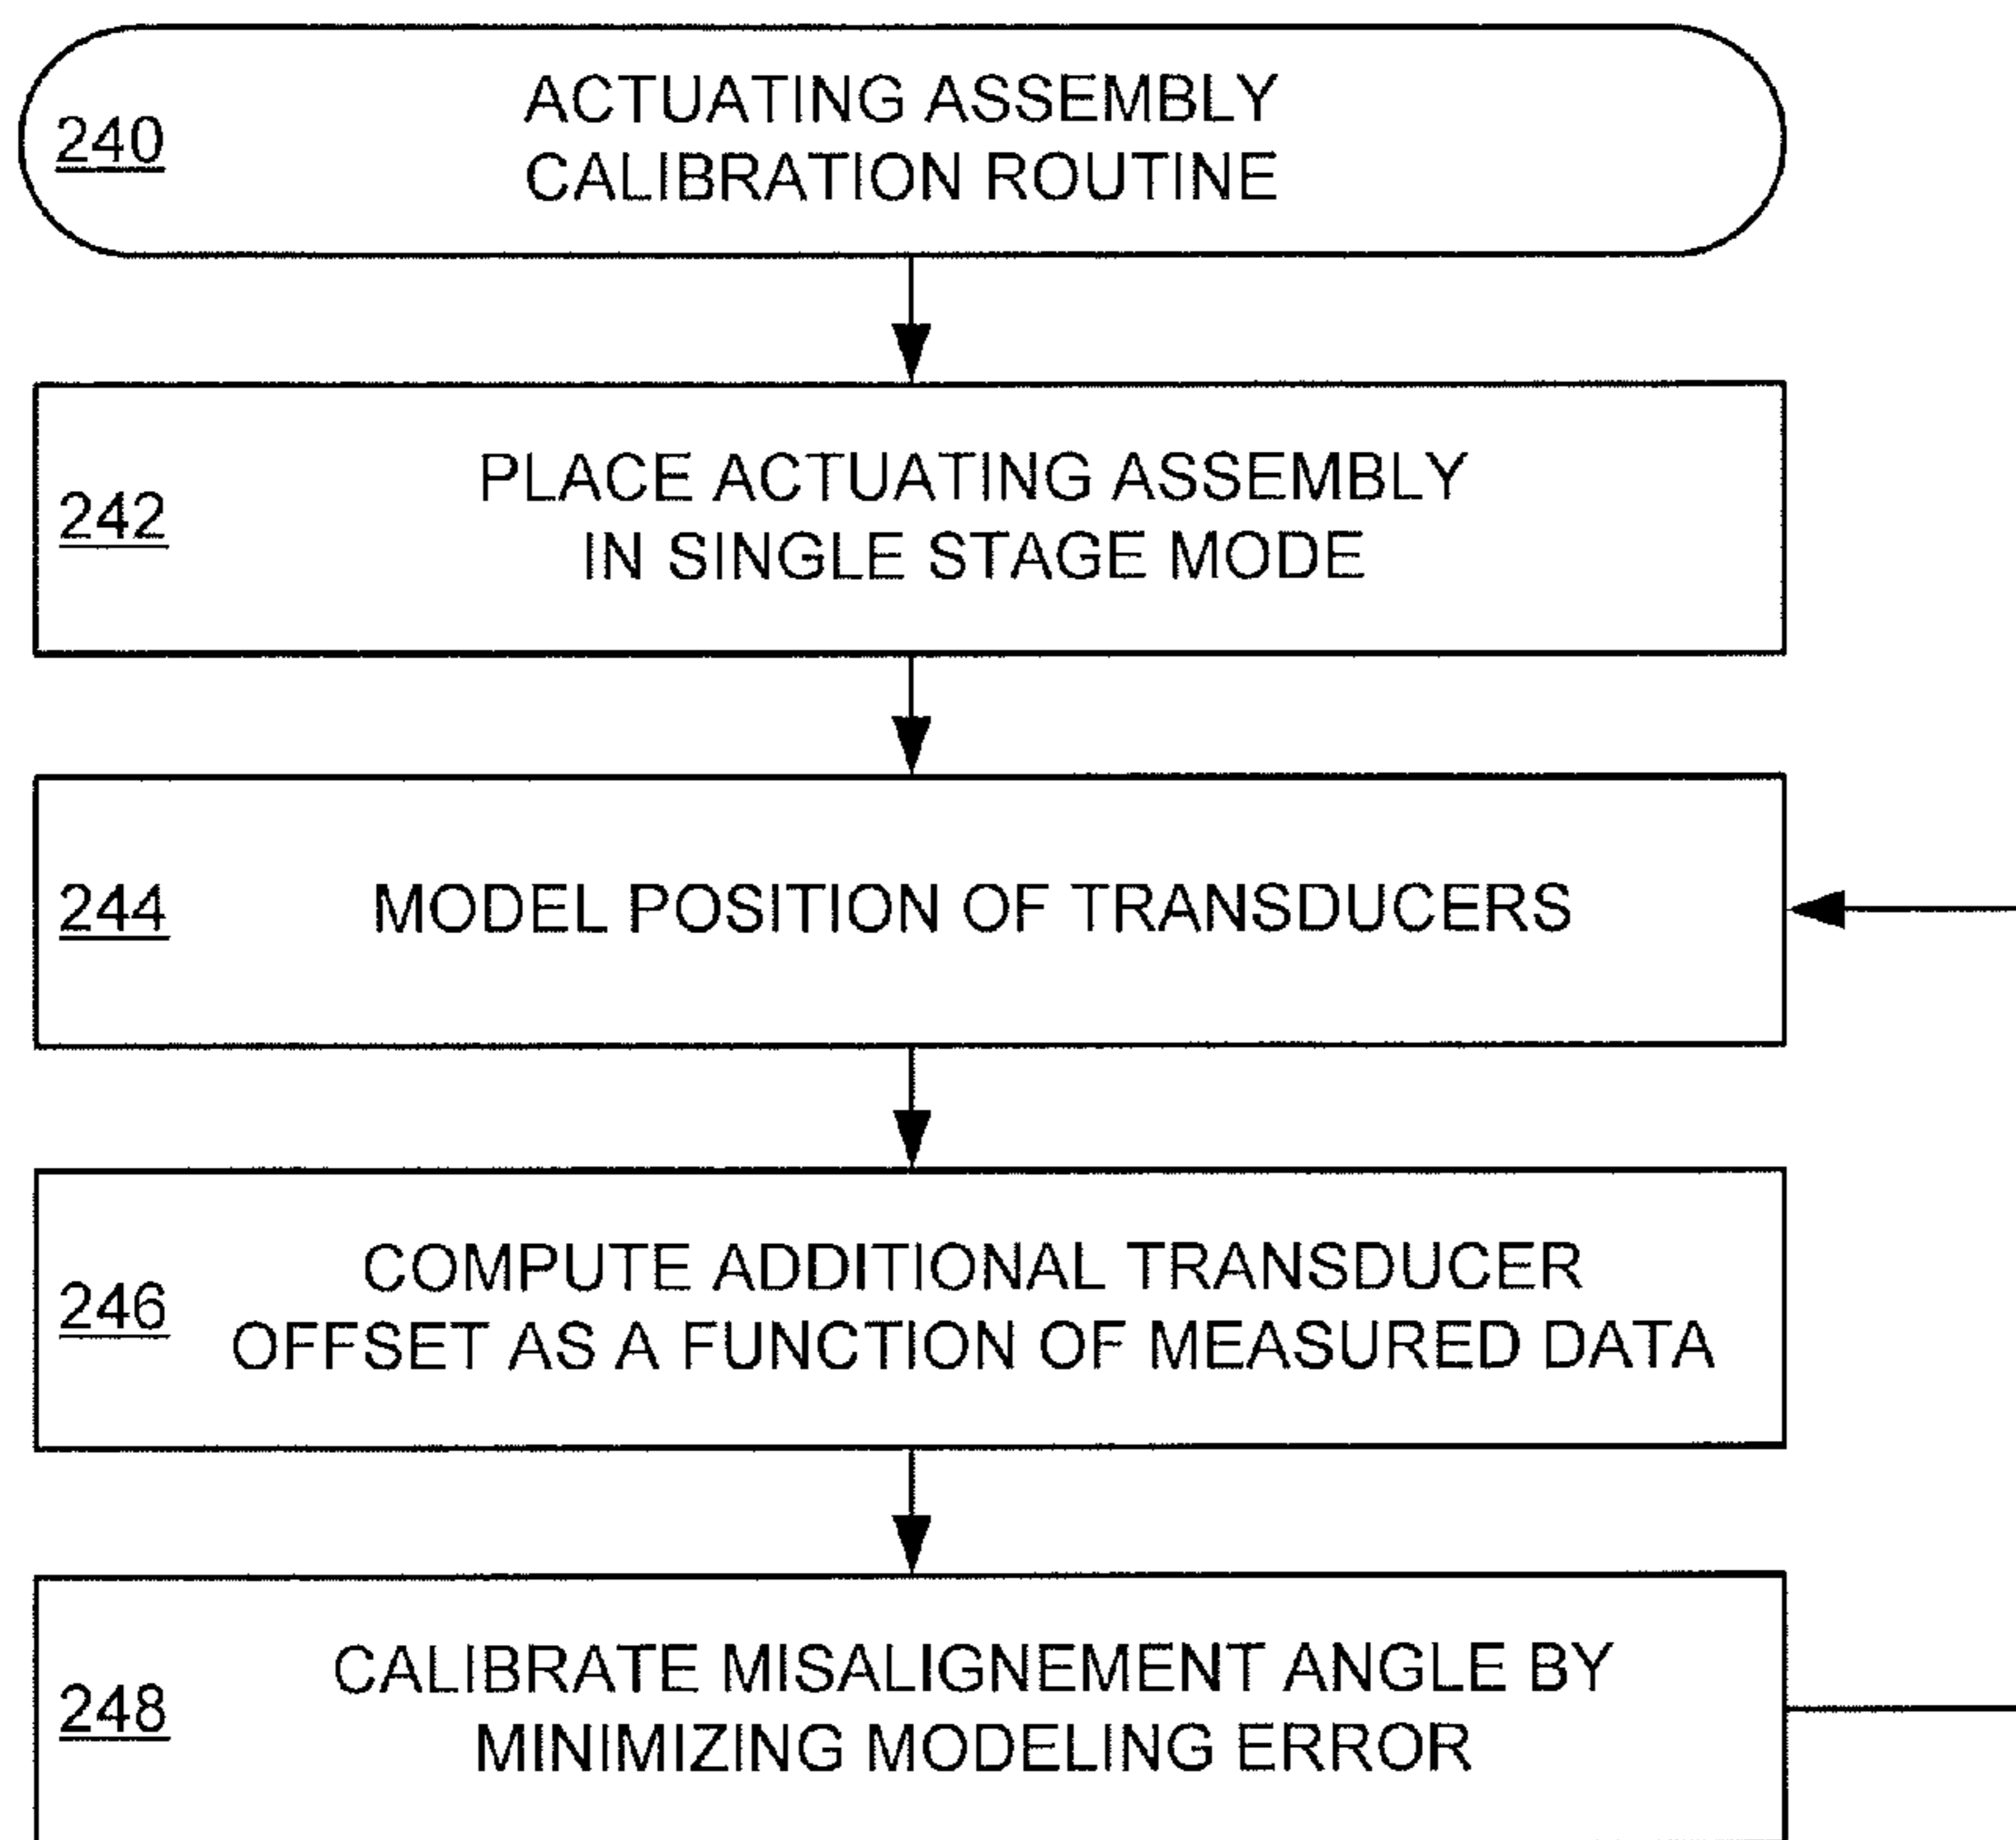 240
ACTUATING ASSEMBLY
CALIBRATION ROUTINE
242
PLACE ACTUATING ASSEMBLY
IN SINGLE STAGE MODE
244
MODEL POSITION OF TRANSDUCERS
246
COMPUTE ADDITIONAL TRANSDUCER
OFFSET AS A FUNCTION OF MEASURED DATA
248
CALIBRATE MISALIGNEMENT ANGLE BY
MINIMIZING MODELING ERROR